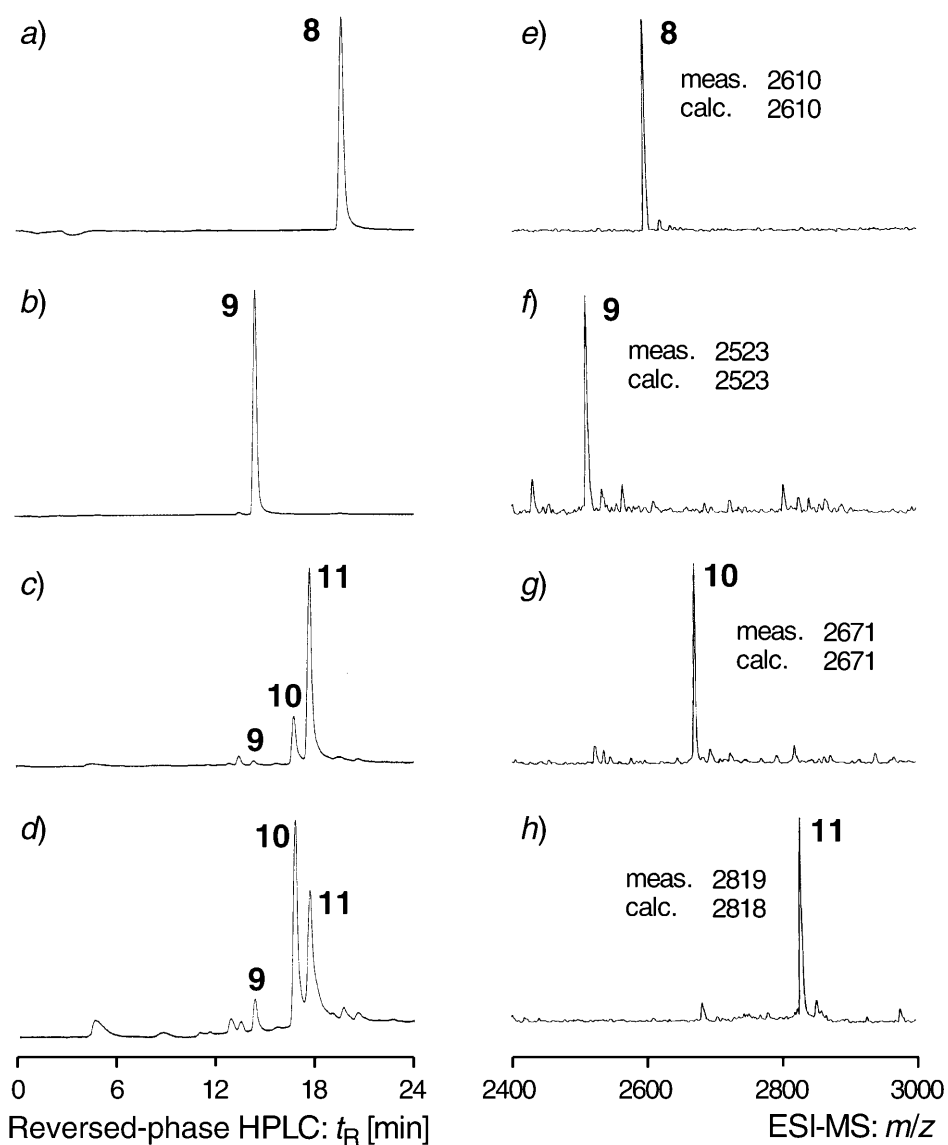 a)
8
e)
8
meas. 2610
calc. 2610
b)
9
f)
9
meas. 2523
calc. 2523
c)
11
10
9
g)
10
meas. 2671
calc. 2671
d)
10
11
9
h)
11
meas. 2819
calc. 2818
0 6 12 18 24
Reversed-phase HPLC: tR [min]
2400 2600 2800 3000
ESI-MS: m/z